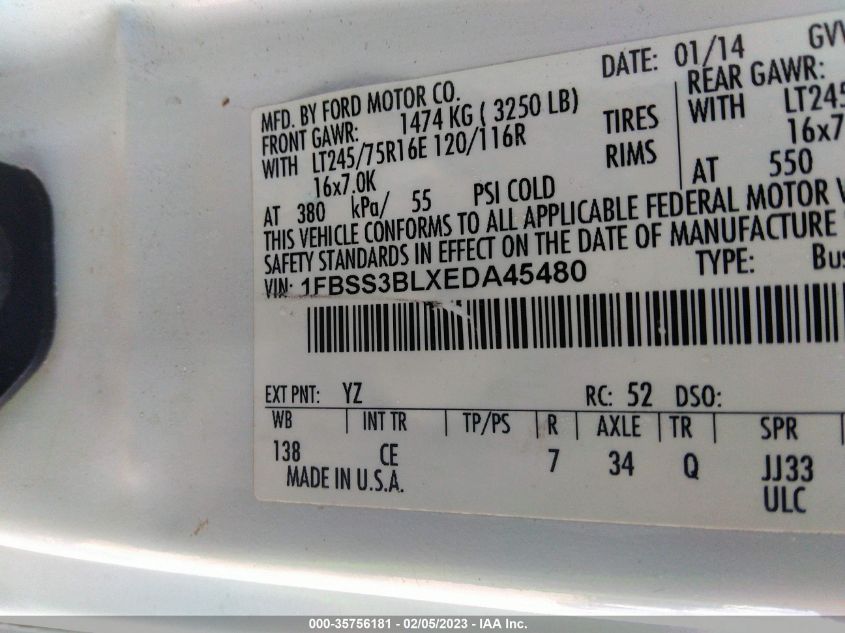 DATE: 01/14 GV
MFD. BY FORD MOTOR CO.
FRONT GAWR: 1474 KG ( 3250 LB)
REAR GAWR:
WITH LT245/75R16E 120/116R TIRES
WITH LT245
16x7.0K RIMS
16x7
AT 380 kPa/ 55 PSI COLD
AT 550
THIS VEHICLE CONFORMS TO ALL APPLICABLE FEDERAL MOTOR V
SAFETY STANDARDS IN EFFECT ON THE DATE OF MANUFACTURE
VIN: 1FBSS3BLXEDA45480
TYPE: Bus
EXT PNT: YZ RC: 52 DSO:
WB | INT TR | TP/PS | R | AXLE | TR | SPR
138 CE 7 34 Q JJ33
MADE IN U.S.A. ULC
000-35756181 - 02/05/2023 - IAA Inc.